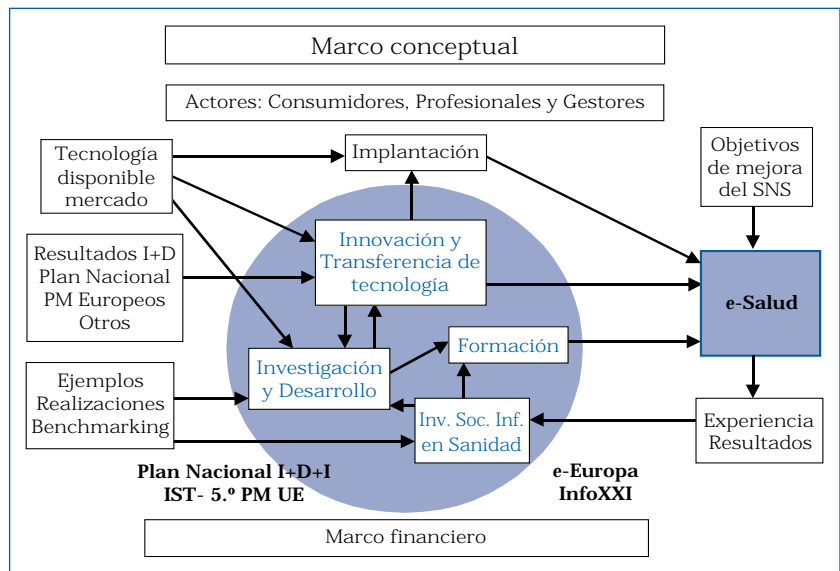 Marco conceptual
Actores: Consumidores, Profesionales y Gestores
Tecnología
disponible
mercado
Implantación
Objetivos
de mejora
del SNS
Resultados I+D
Plan Nacional
PM Europeos
Otros
Innovación y
Transferencia de
tecnología
e-Salud
Formación
Investigación
y Desarrollo
Ejemplos
Realizaciones
Benchmarking
Inv. Soc. Inf.
en Sanidad
Experiencia
Resultados
Plan Nacional I+D+I
IST- 5.º PM UE
e-Europa
InfoXXI
Marco financiero